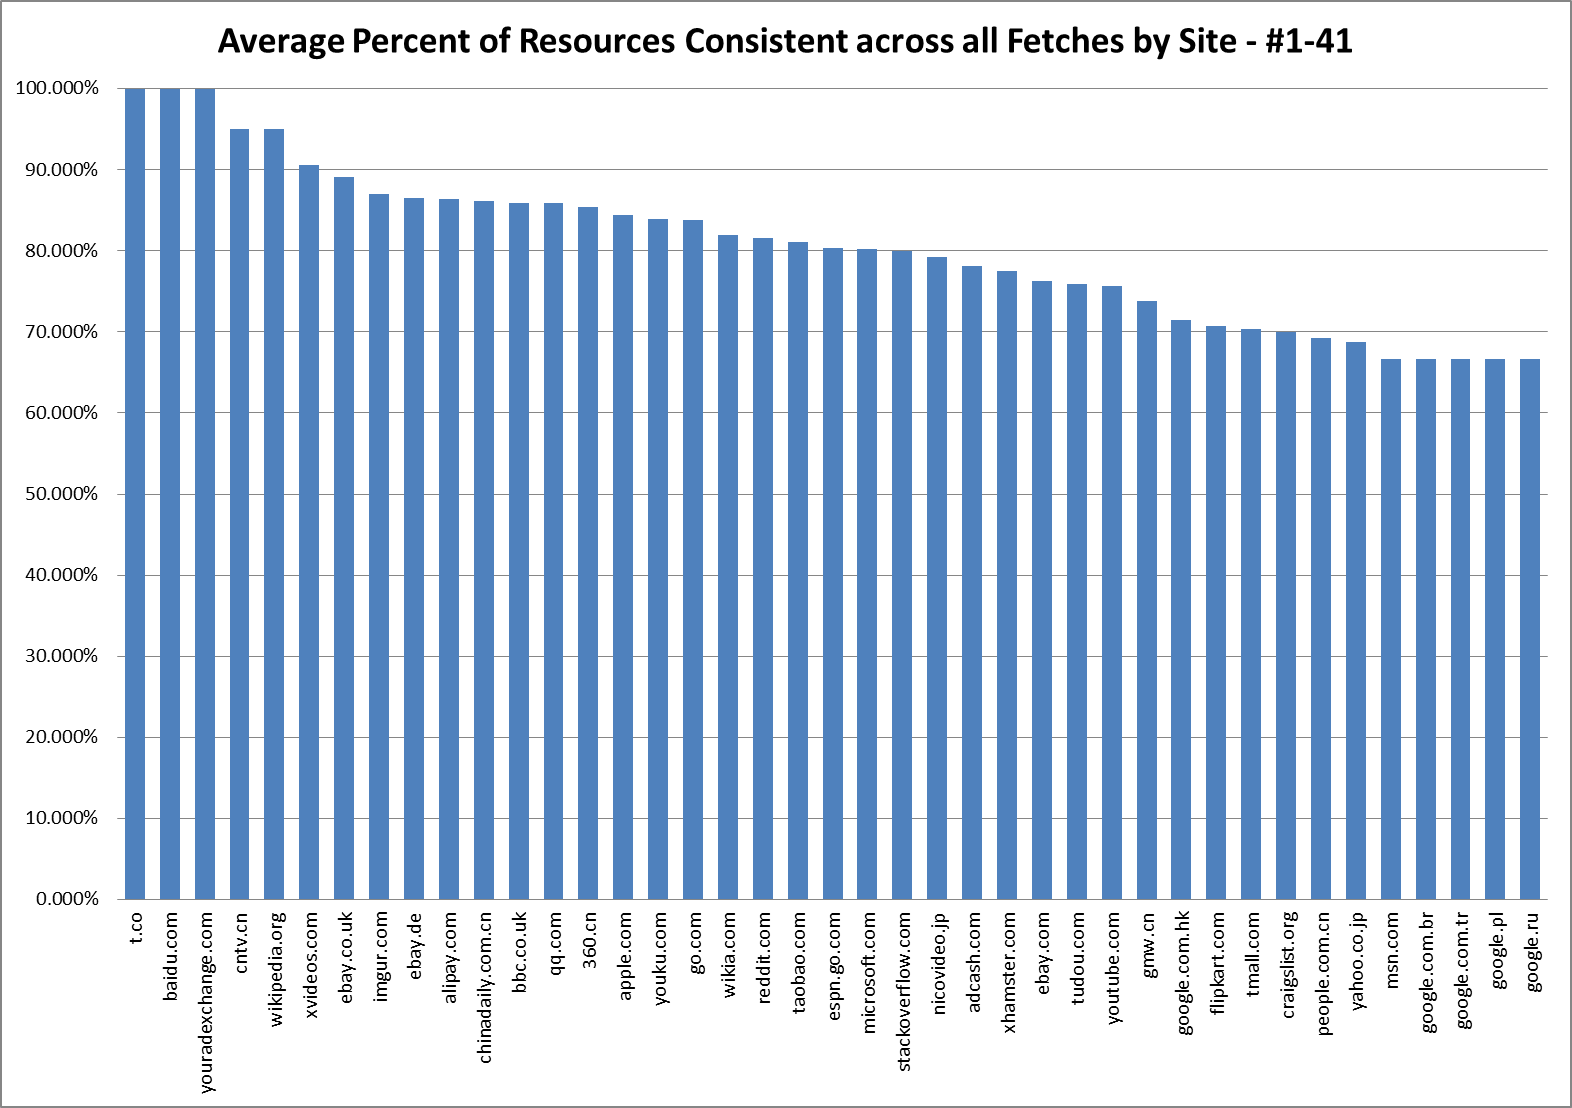 Average Percent of Resources Consistent across all Fetches by Site - #1-41
100.000%
90.000%
80.000%
70.000%
60.000%
50.000%
40.000%
30.000%
20.000%
10.000%
0.000%
t.co
baidu.com
youradexchange.com
cntv.cn
wikipedia.org
xvideos.com
ebay.co.uk
imgur.com
ebay.de
alipay.com
chinadaily.com.cn
bbc.co.uk
qq.com
360.cn
apple.com
youku.com
go.com
wikia.com
reddit.com
taobao.com
espn.go.com
microsoft.com
stackoverflow.com
nicovideo.jp
adcash.com
xhamster.com
ebay.com
tudou.com
youtube.com
gmw.cn
google.com.hk
flipkart.com
tmall.com
craigslist.org
people.com.cn
yahoo.co.jp
msn.com
google.com.br
google.com.tr
google.pl
google.ru